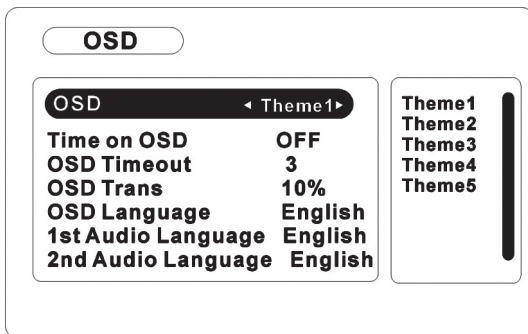 OSD
OSD ◂ Theme1▸
Time on OSD OFF
OSD Timeout 3
OSD Trans 10%
OSD Language English
1st Audio Language English
2nd Audio Language English
Theme1
Theme2
Theme3
Theme4
Theme5